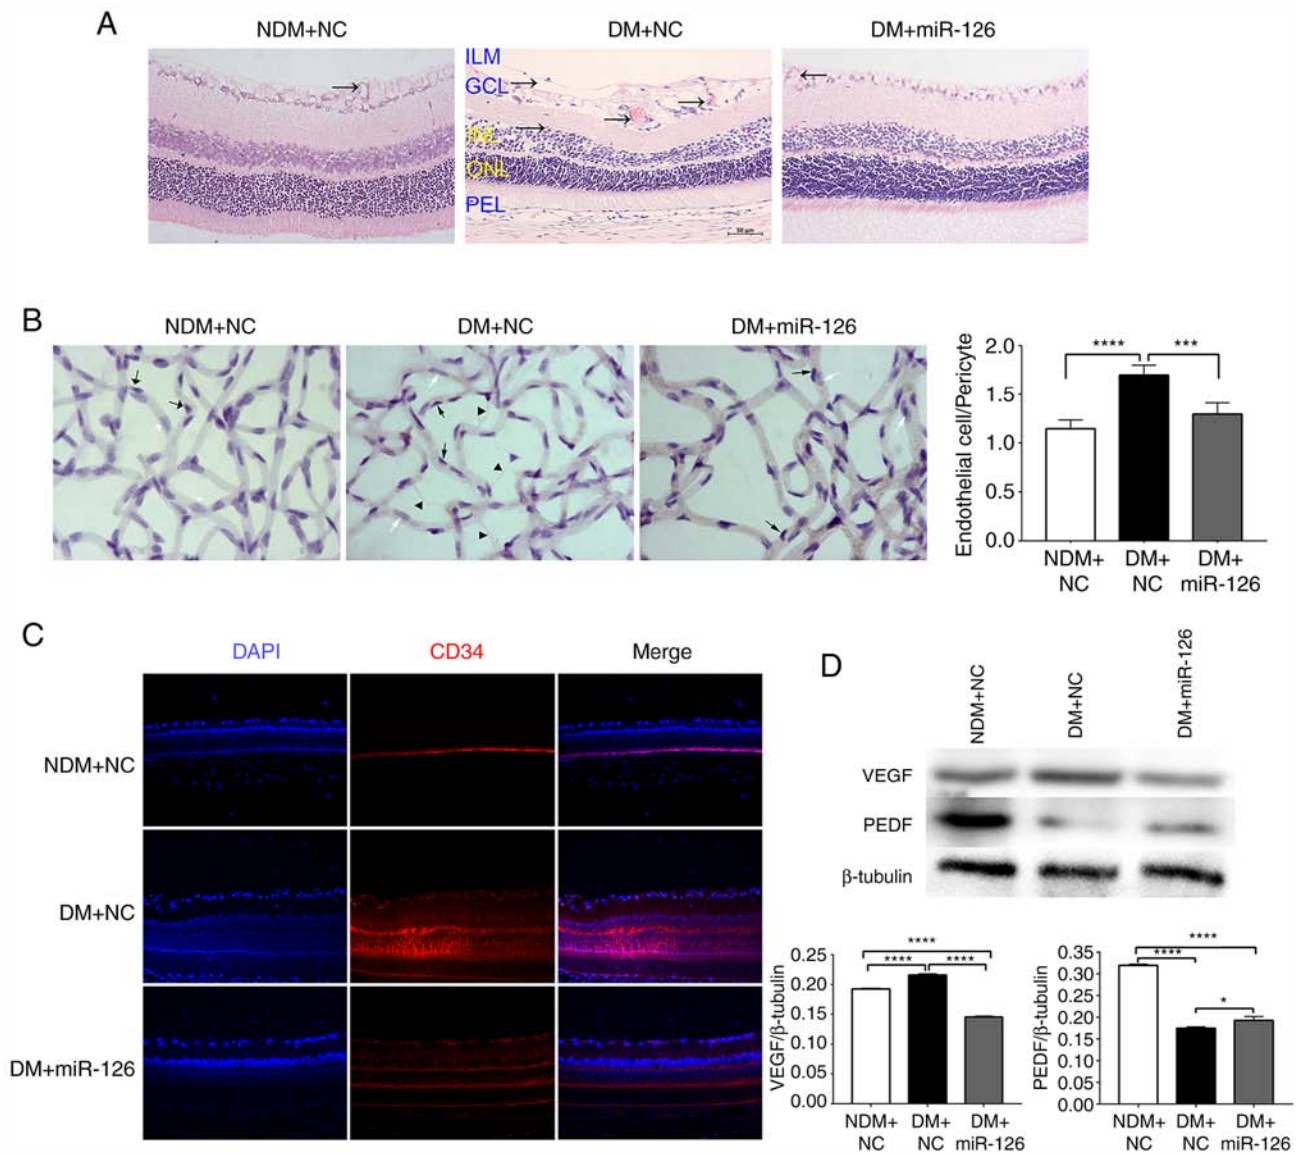 A
NDM+NC
DM+NC
DM+miR-126
ILM
GCL
INL
ONL
PEL
50 µm
B
NDM+NC
DM+NC
DM+miR-126
**** ***
2.0
1.5
1.0
0.5
0.0
Endothelial cell/Pericyte
NDM+ DM+ DM+
NC NC miR-126
C
DAPI
CD34
Merge
NDM+NC
DM+NC
DM+miR-126
D
NDM+NC
DM+NC
DM+miR-126
VEGF
PEDF
β-tubulin
****
**** ****
0.25
0.20
0.15
0.10
0.05
0.00
VEGF/β-tubulin
NDM+ DM+ DM+
NC NC miR-126
****
****
*
0.35
0.30
0.25
0.20
0.15
0.10
0.05
0.00
PEDF/β-tubulin
NDM+ DM+ DM+
NC NC miR-126